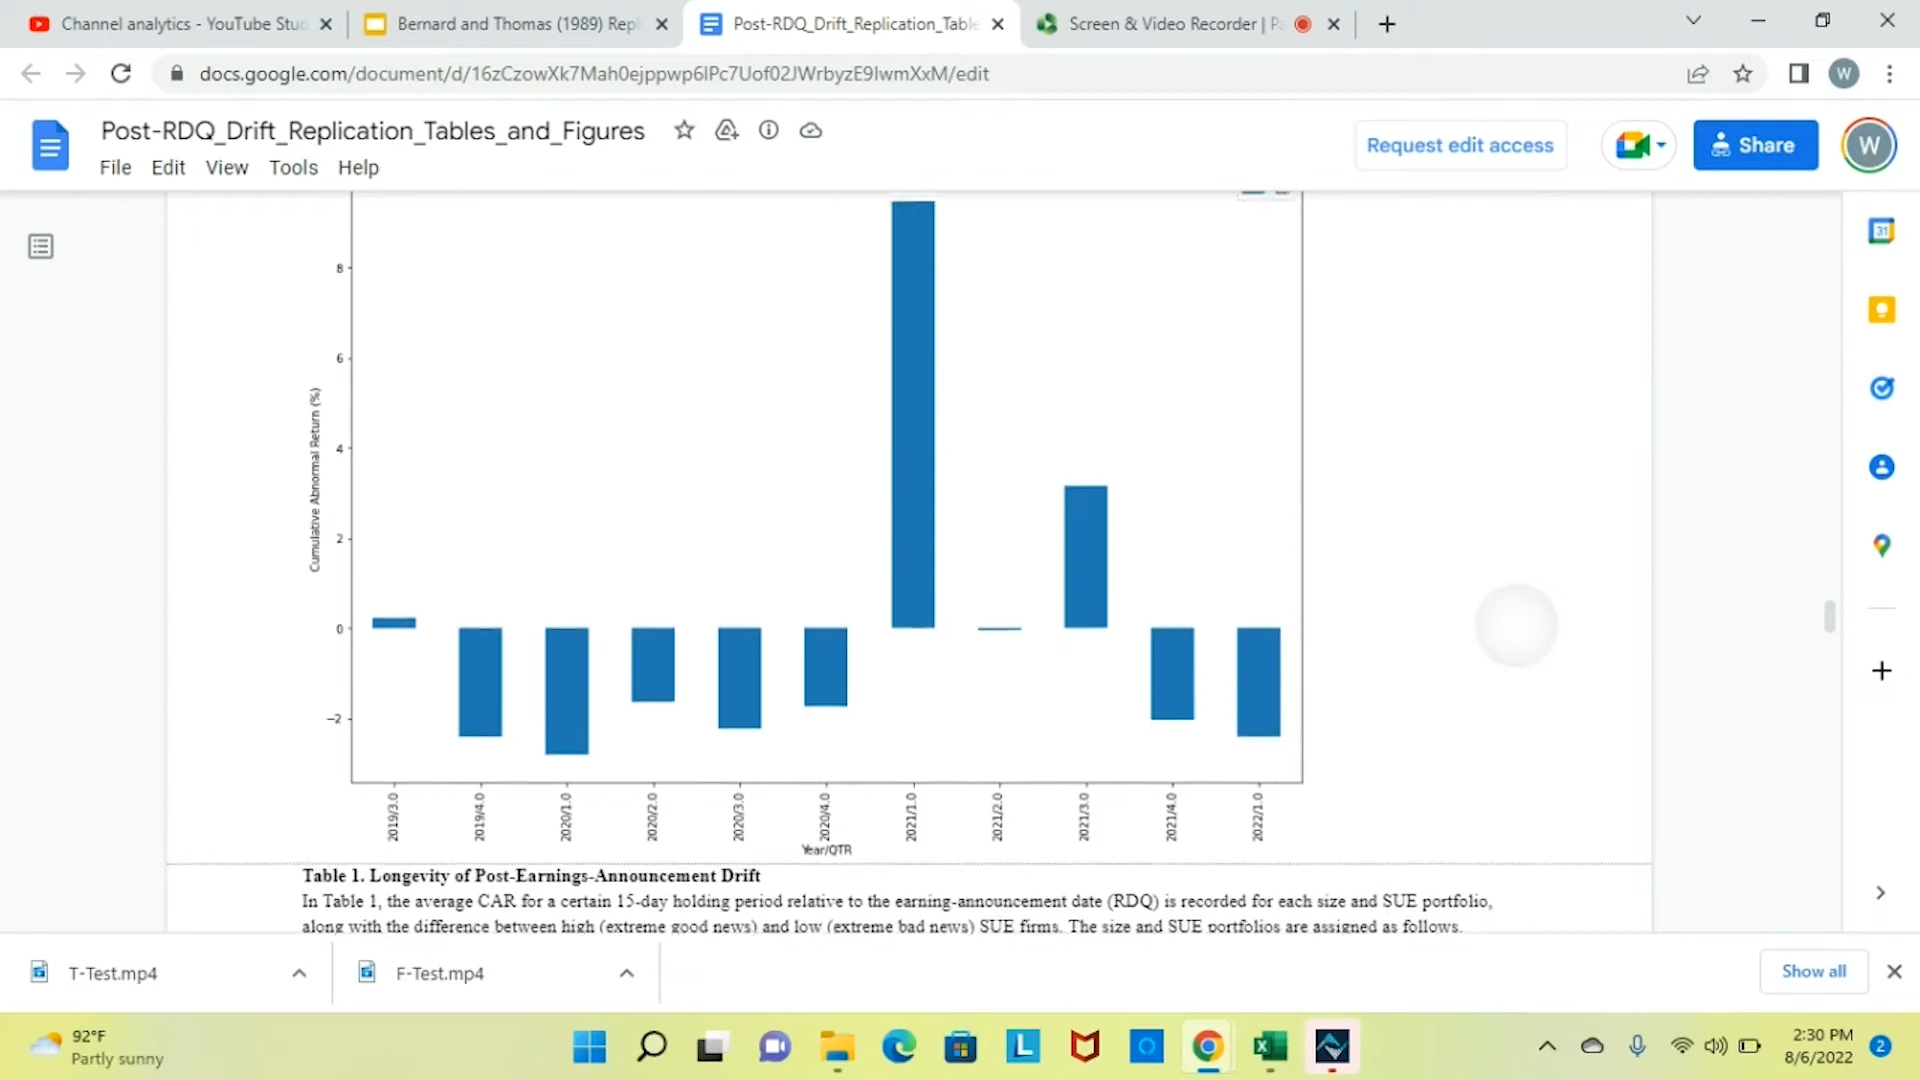 Channel analytics - YouTube Stud
Bernard and Thomas (1989) Repli
Post-RDQ_Drift_Replication_Table
Screen & Video Recorder | Pa
docs.google.com/document/d/16zCzowXk7Mah0ejppwp6lPc7Uof02JWrbyzE9lwmXxM/edit
W
Post-RDQ_Drift_Replication_Tables_and_Figures
File Edit View Tools Help
Request edit access
Share
W
31
8
6
4
2
0
−2
Cumulative Abnormal Return (%)
2019/3.0
2019/4.0
2020/1.0
2020/2.0
2020/3.0
2020/4.0
2021/1.0
2021/2.0
2021/3.0
2021/4.0
2022/1.0
Year/QTR
Table 1. Longevity of Post-Earnings-Announcement Drift
In Table 1, the average CAR for a certain 15-day holding period relative to the earning-announcement date (RDQ) is recorded for each size and SUE portfolio,
along with the difference between high (extreme good news) and low (extreme bad news) SUE firms. The size and SUE portfolios are assigned as follows.
T-Test.mp4
F-Test.mp4
Show all
92°F
Partly sunny
L
X
2:30 PM
8/6/2022
2